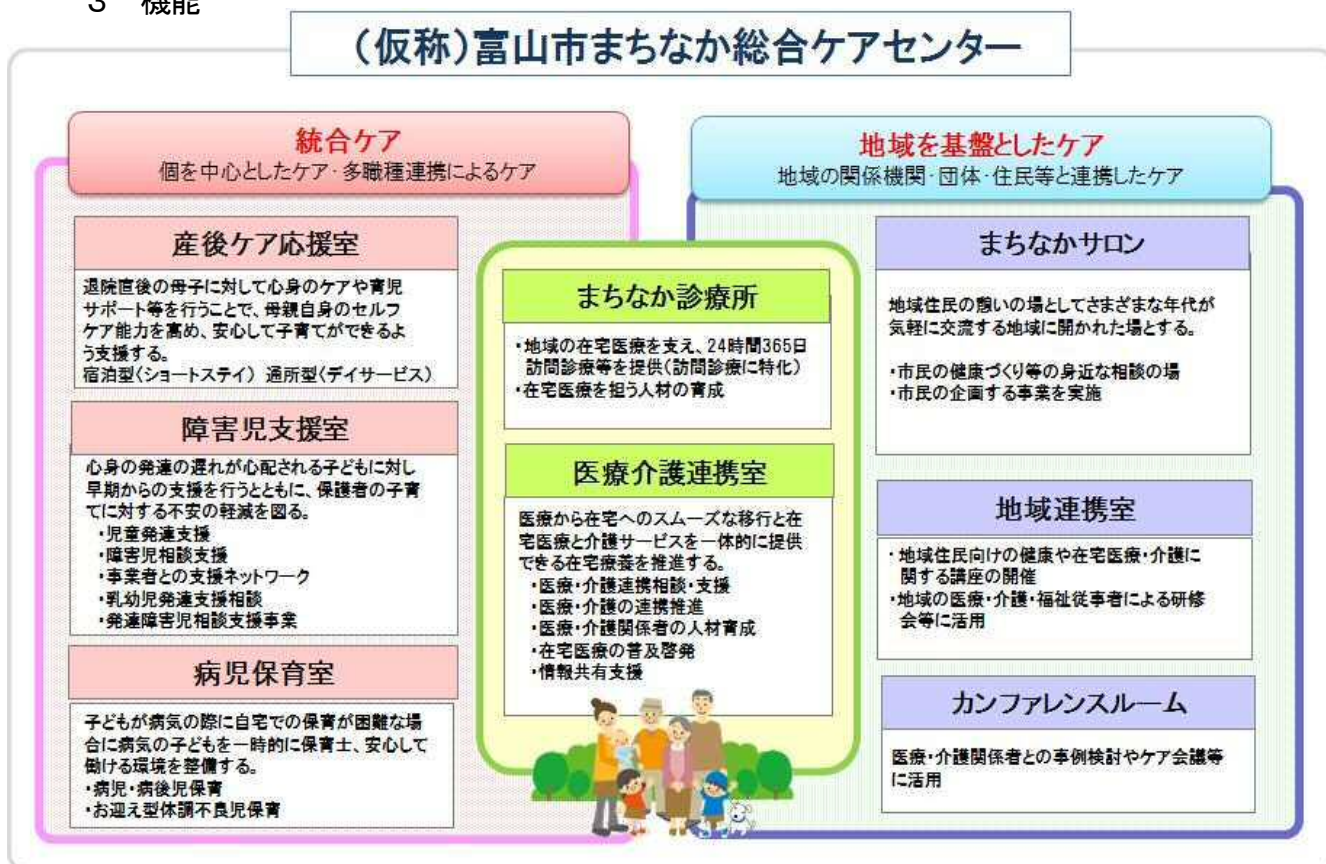 3 機能
（仮称）富山市まちなか総合ケアセンター
統合ケア
個を中心としたケア・多職種連携によるケア
産後ケア応援室
退院直後の母子に対して心身のケアや育児
サポート等を行うことで、母親自身のセルフ
ケア能力を高め、安心して子育てができるよ
う支援する。
宿泊型（ショートステイ） 通所型（デイサービス）
障害児支援室
心身の発達の遅れが心配される子どもに対し
早期からの支援を行うとともに、保護者の子育
てに対する不安の軽減を図る。
・児童発達支援
・障害児相談支援
・事業者との支援ネットワーク
・乳幼児発達支援相談
・発達障害児相談支援事業
病児保育室
子どもが病気の際に自宅での保育が困難な場
合に病気の子どもを一時的に保育士、安心して
働ける環境を整備する。
・病児・病後児保育
・お迎え型体調不良児保育
まちなか診療所
・地域の在宅医療を支え、24時間365日
訪問診療等を提供（訪問診療に特化）
・在宅医療を担う人材の育成
医療介護連携室
医療から在宅へのスムーズな移行と在
宅医療と介護サービスを一体的に提供
できる在宅療養を推進する。
・医療・介護連携相談・支援
・医療・介護の連携推進
・医療・介護関係者の人材育成
・在宅医療の普及啓発
・情報共有支援
地域を基盤としたケア
地域の関係機関・団体・住民等と連携したケア
まちなかサロン
地域住民の憩いの場としてさまざまな年代が
気軽に交流する地域に開かれた場とする。
・市民の健康づくり等の身近な相談の場
・市民の企画する事業を実施
地域連携室
・地域住民向けの健康や在宅医療・介護に
関する講座の開催
・地域の医療・介護・福祉従事者による研修
会等に活用
カンファレンスルーム
医療・介護関係者との事例検討やケア会議等
に活用